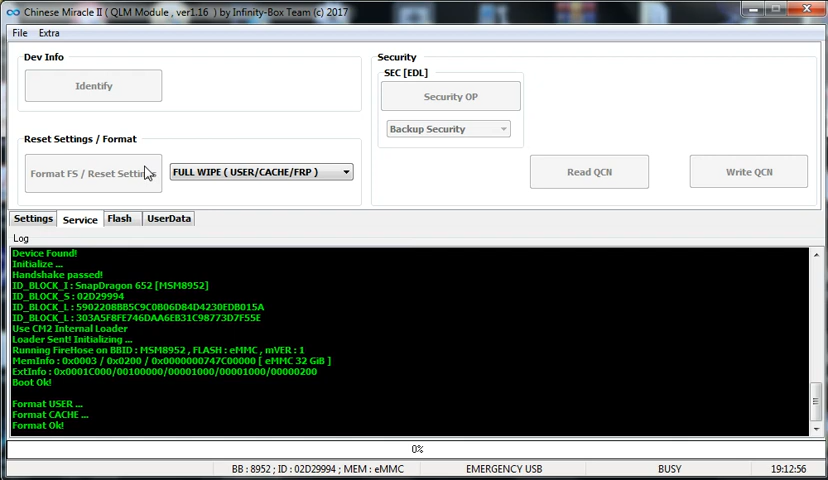 Chinese Miracle II ( QLM Module , ver1.16  ) by Infinity-Box Team (c) 2017
File Extra
Dev Info
Identify
Reset Settings / Format
Format FS / Reset Settings
FULL WIPE ( USER/CACHE/FRP )
Security
SEC [EDL]
Security OP
Backup Security
Read QCN
Write QCN
Settings Service Flash UserData
Log
Device Found!
Initialize ...
Handshake passed!
ID_BLOCK_I : SnapDragon 652 [MSM8952]
ID_BLOCK_S : 02D29994
ID_BLOCK_L : 5902208BB5C9C0B06D84D4230EDB015A
ID_BLOCK_L : 303A5F8FE746DAA6EB31C98773D7F55E
Use CM2 Internal Loader
Loader Sent! Initializing ...
Running FireHose on BBID : MSM8952 , FLASH : eMMC , mVER : 1
MemInfo : 0x0003 / 0x0200 / 0x0000000747C00000 [ eMMC 32 GiB ]
ExtInfo : 0x0001C000/00100000/00001000/00001000/00000200
Boot Ok!
Format USER ...
Format CACHE ...
Format Ok!
0%
BB : 8952 ; ID : 02D29994 ; MEM : eMMC EMERGENCY USB BUSY 19:12:56